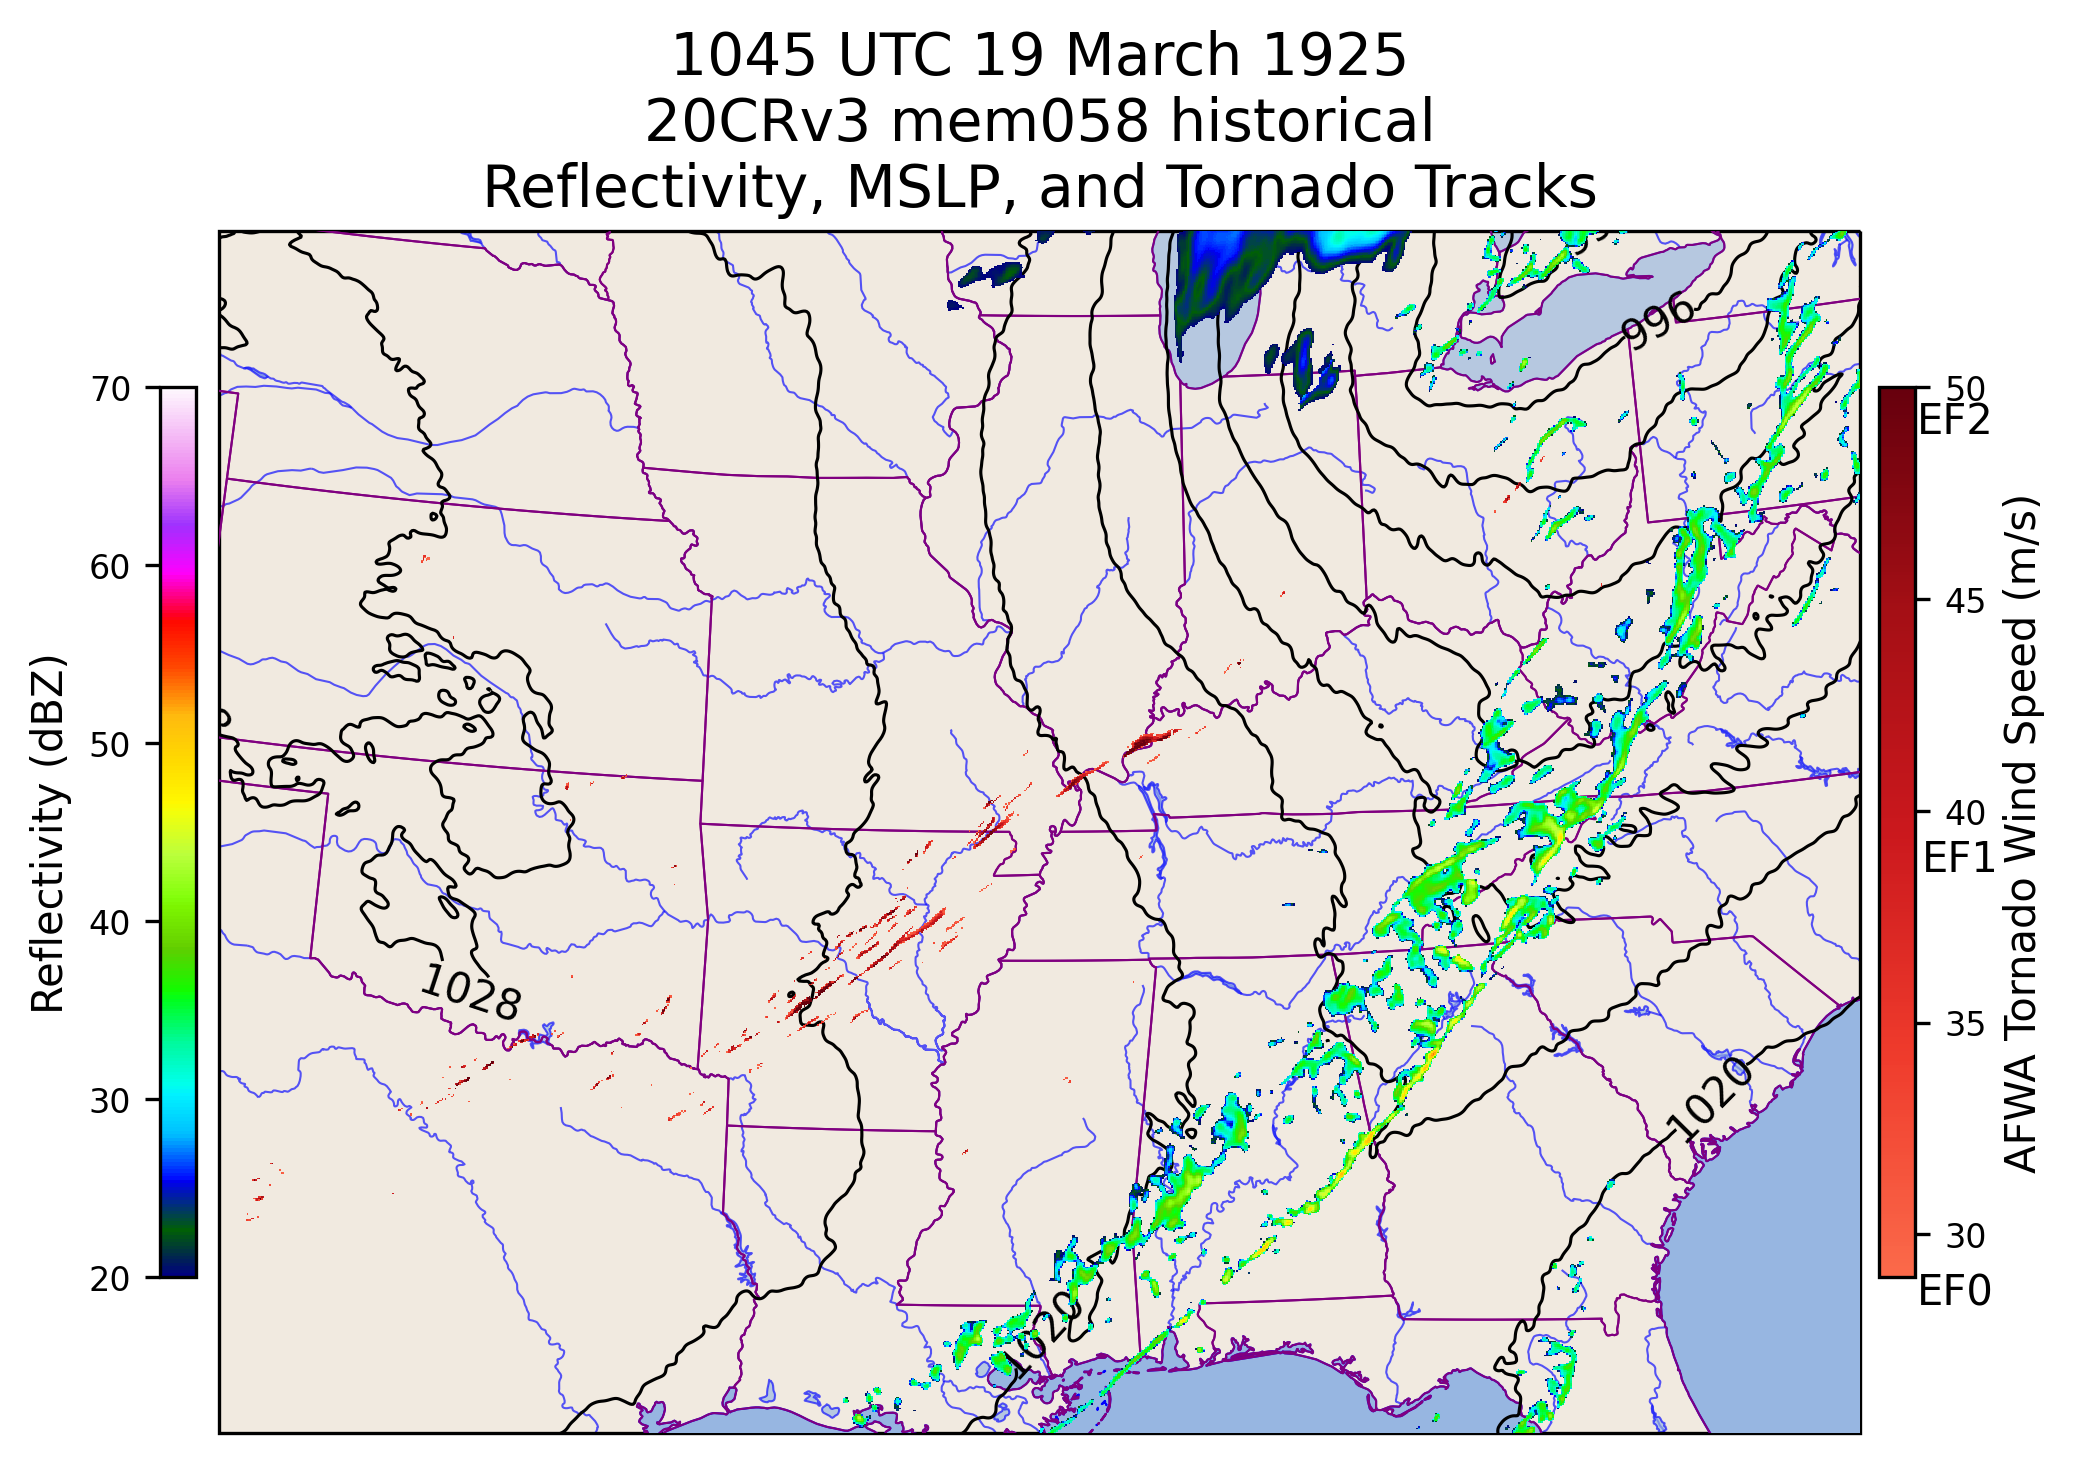 1045 UTC 19 March 1925
20CRv3 mem058 historical
Reflectivity, MSLP, and Tornado Tracks
70
60
50
40
30
20
Reflectivity (dBZ)
996
1028
1020
1020
50
EF2
45
40
EF1
35
30
EF0
AFWA Tornado Wind Speed (m/s)